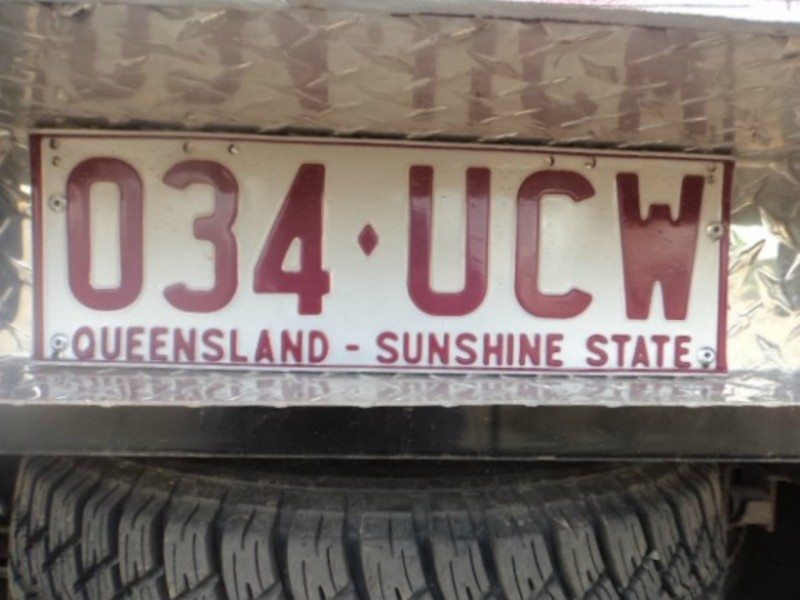 034♦UCW
QUEENSLAND - SUNSHINE STATE